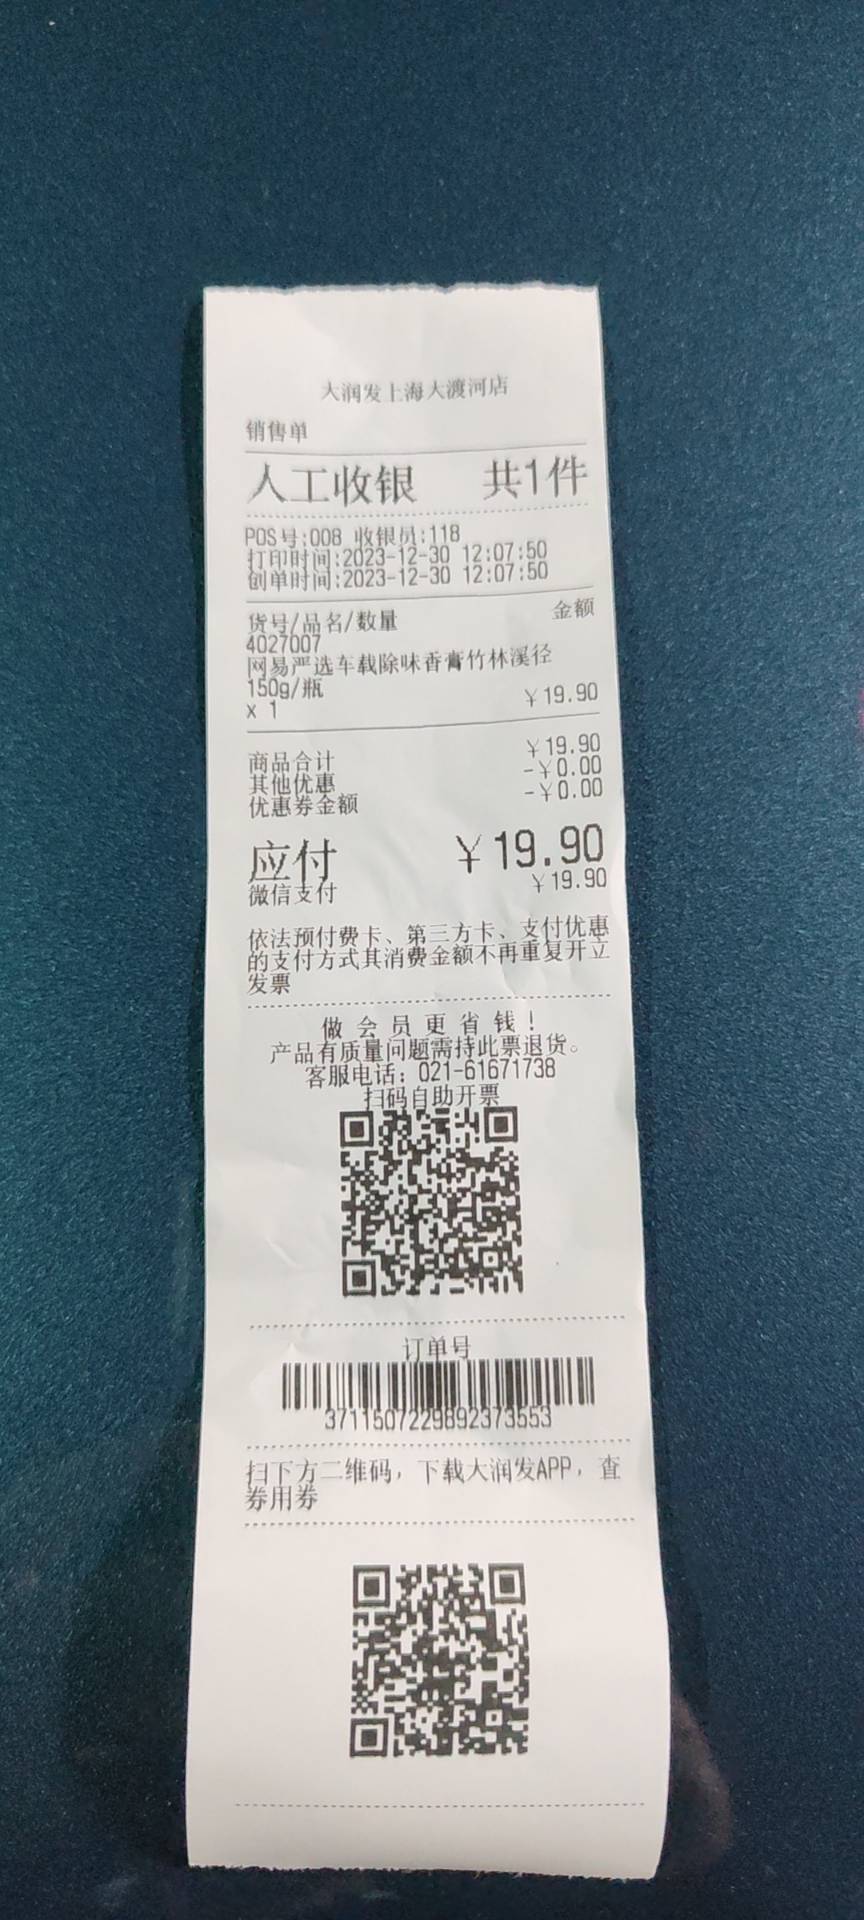 大润发上海大渡河店
销售单
人工收银 共1件
POS号:008 收银员:118
打印时间:2023-12-30 12:07:50
创单时间:2023-12-30 12:07:50
货号/品名/数量 金额
4027007
网易严选车载除味香膏竹林溪径
150g/瓶
x 1 ￥19.90
商品合计 ￥19.90
其他优惠 -￥0.00
优惠券金额 -￥0.00
应付 ￥19.90
微信支付 ￥19.90
依法预付费卡、第三方卡、支付优惠
的支付方式其消费金额不再重复开立
发票
做会员更省钱！
产品有质量问题需持此票退货。
客服电话：021-61671738
扫码自助开票
订单号
3711507229892373553
扫下方二维码，下载大润发APP，查
券用券